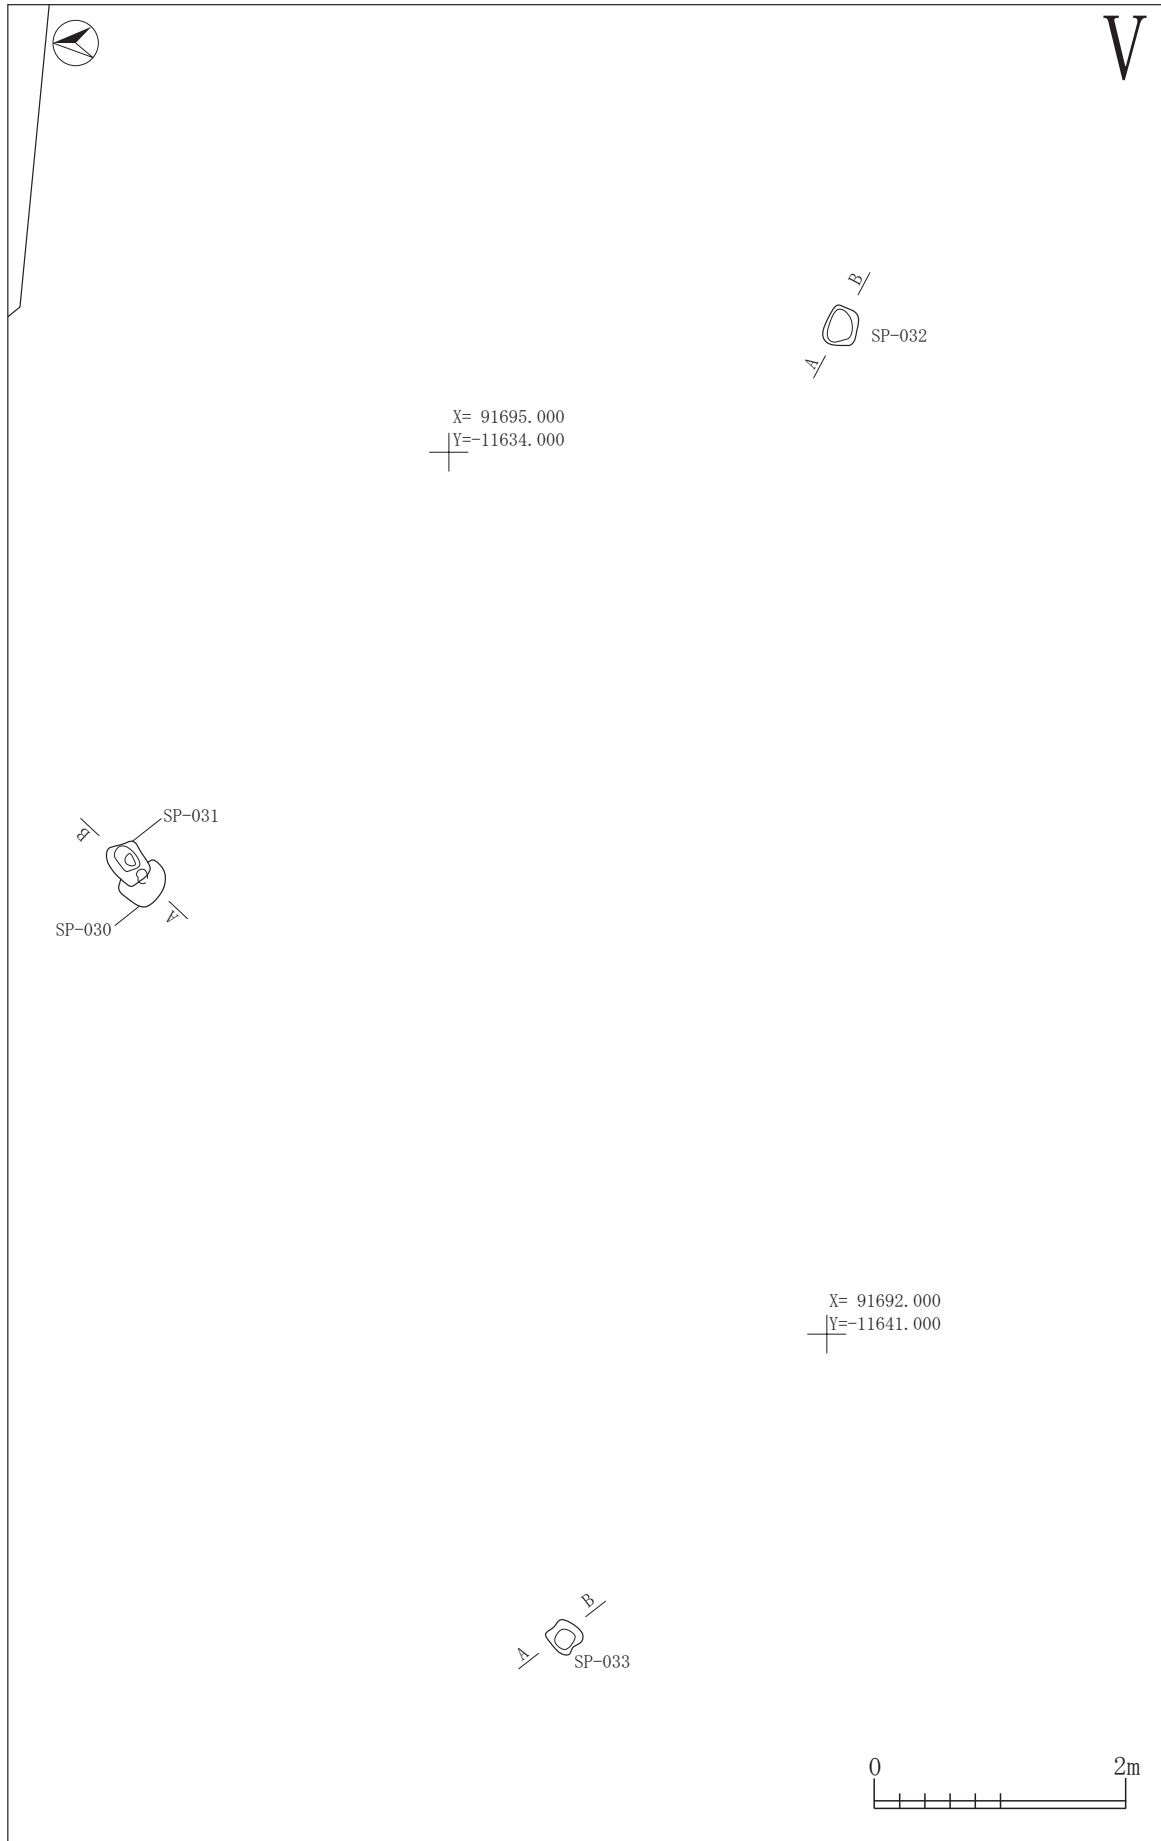 V
B
SP-032
A
X= 91695.000
Y=-11634.000
SP-031
B
A
SP-030
X= 91692.000
Y=-11641.000
B
A
SP-033
0 2m